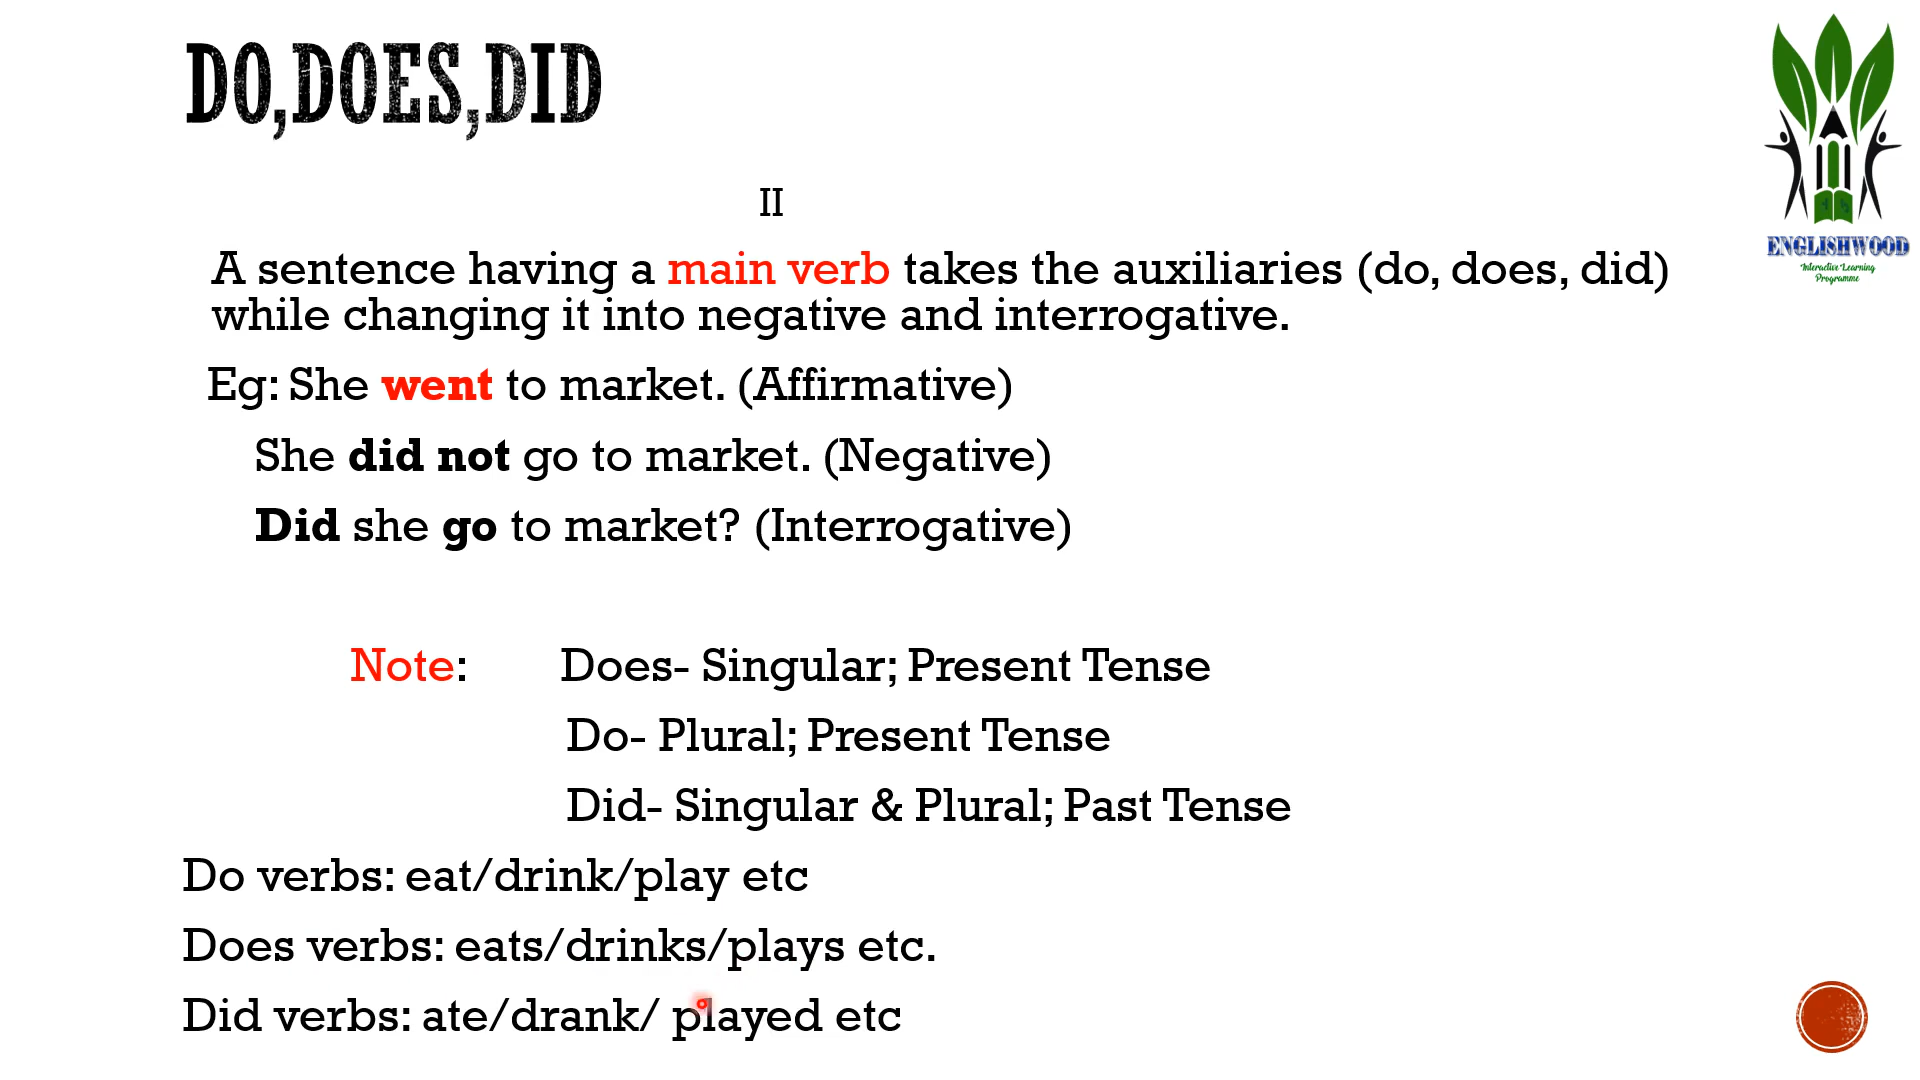 DO,DOES,DID
II
A sentence having a main verb takes the auxiliaries (do, does, did)
while changing it into negative and interrogative.
Eg: She went to market. (Affirmative)
She did not go to market. (Negative)
Did she go to market? (Interrogative)
Note: Does- Singular; Present Tense
Do- Plural; Present Tense
Did- Singular & Plural; Past Tense
Do verbs: eat/drink/play etc
Does verbs: eats/drinks/plays etc.
Did verbs: ate/drank/ played etc
ENGLISHWOOD
Interactive Learning
Programme